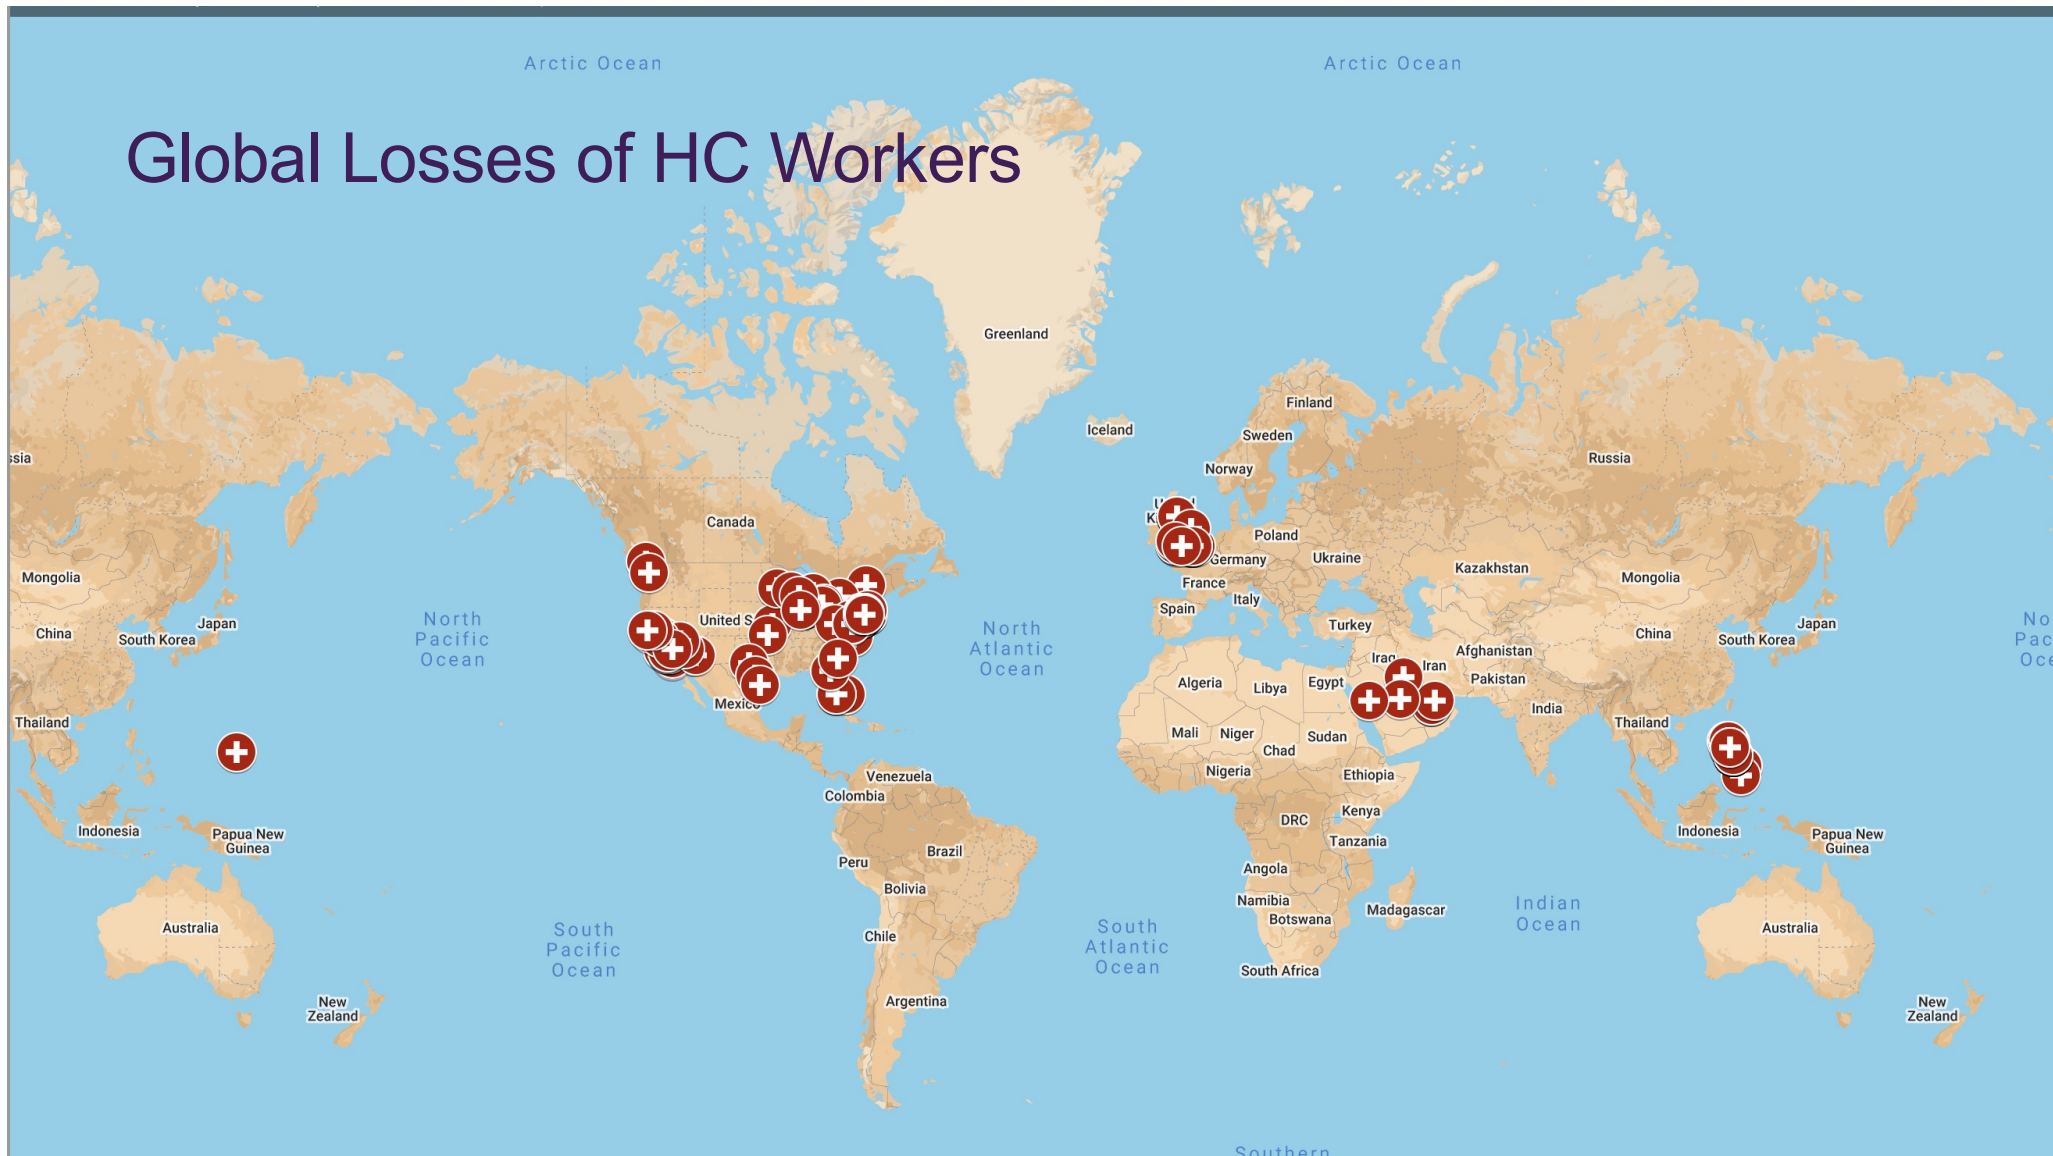 Arctic Ocean
Arctic Ocean
Global Losses of HC Workers
Greenland
Finland
Iceland
Sweden
Norway
ssia
Russia
Canada
Poland
Germany
Ukraine
Kazakhstan
Mongolia
Mongolia
France
Italy
Spain
United S
North
Pacific
Ocean
North
Atlantic
Ocean
Turkey
Japan
South Korea
China
Japan
South Korea
China
No
Pac
Oce
Iraq
Iran
Afghanistan
Pakistan
Algeria
Libya
Egypt
India
Mexico
Thailand
Thailand
Mali
Niger
Chad
Sudan
Nigeria
Ethiopia
Venezuela
Colombia
Kenya
DRC
Tanzania
Indonesia
Papua New
Guinea
Indonesia
Papua New
Guinea
Peru
Brazil
Bolivia
Angola
Namibia
Botswana
Madagascar
Indian
Ocean
Australia
Australia
South
Pacific
Ocean
Chile
South
Atlantic
Ocean
South Africa
Argentina
New
Zealand
New
Zealand
Southern